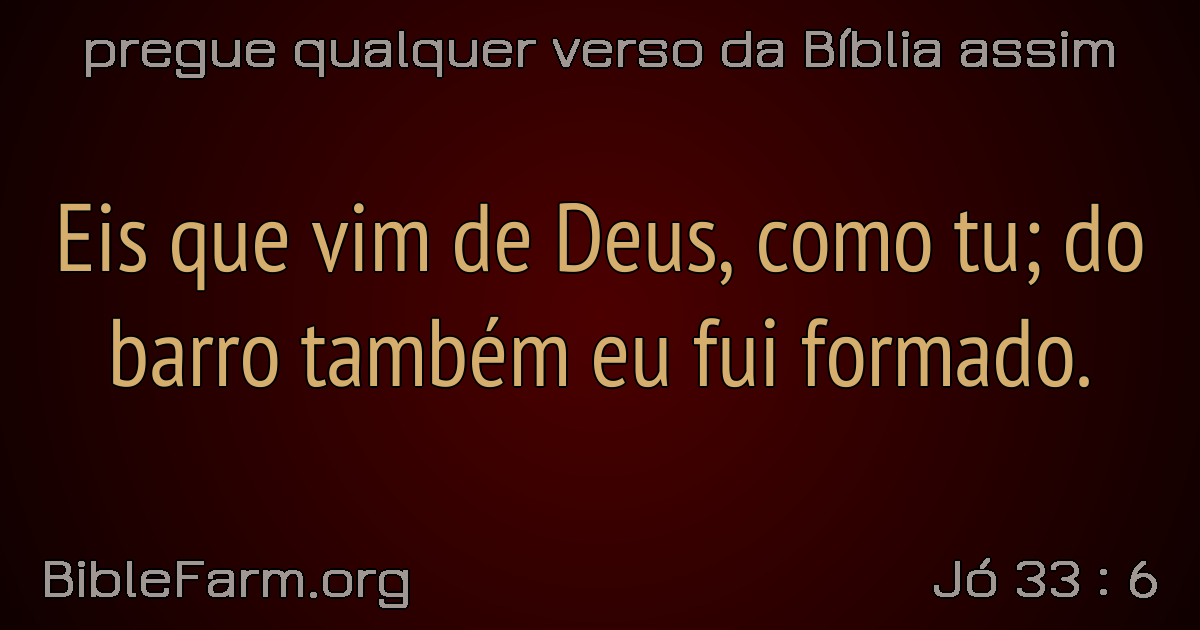 pregue qualquer verso da Bíblia assim
Eis que vim de Deus, como tu; do
barro também eu fui formado.
BibleFarm.org
Jó 33 : 6